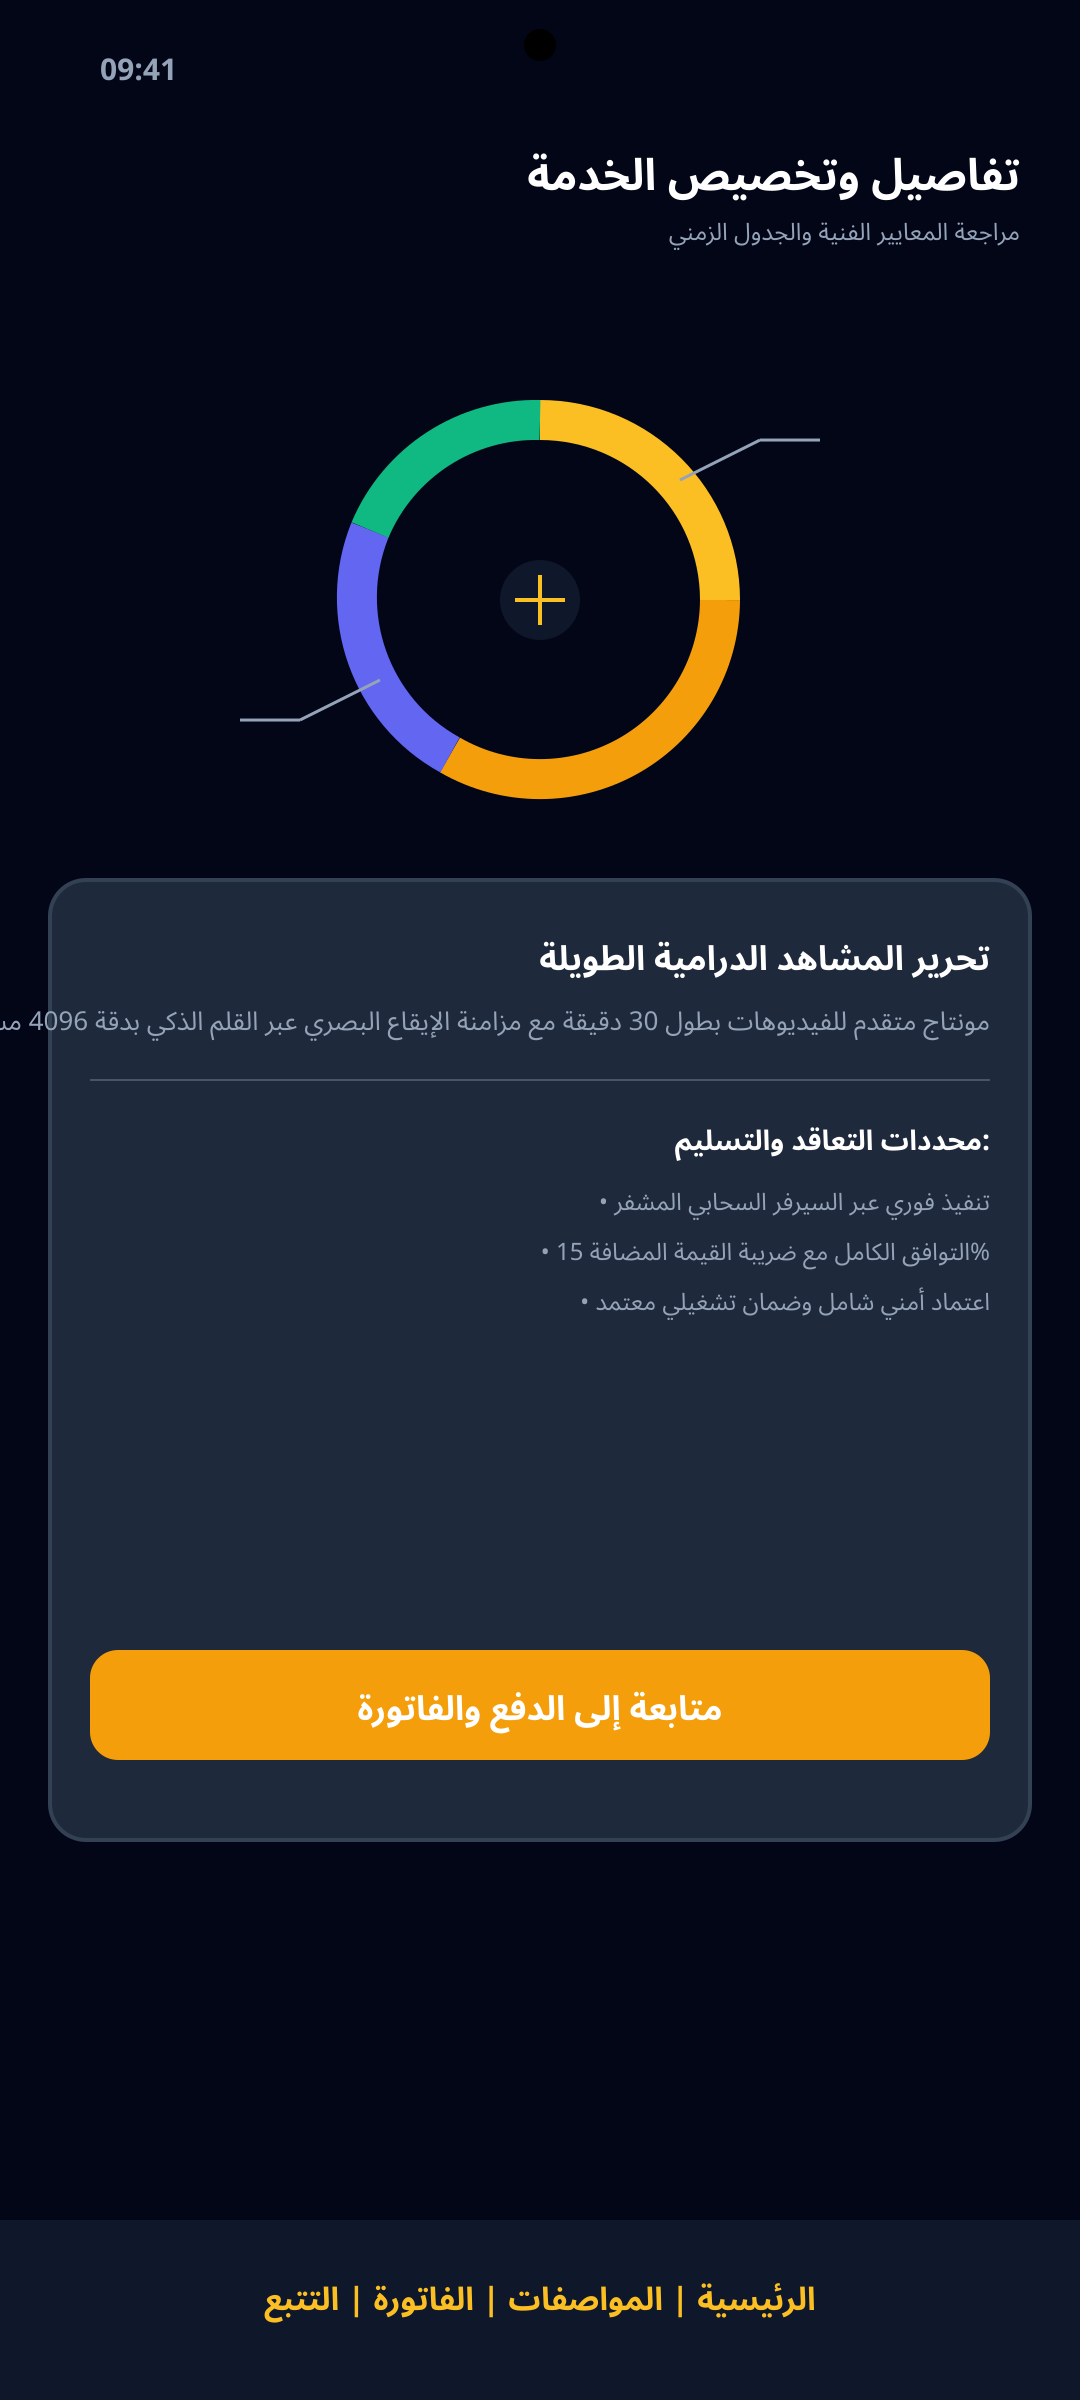 09:41
تفاصيل وتخصيص الخدمة
مراجعة المعايير الفنية والجدول الزمني
تحرير المشاهد الدرامية الطويلة
مونتاج متقدم للفيديوهات بطول 30 دقيقة مع مزامنة الإيقاع البصري عبر القلم الذكي بدقة 4096
محددات التعاقد والتسليم:
تنفيذ فوري عبر السيرفر السحابي المشفر •
التوافق الكامل مع ضريبة القيمة المضافة 15% •
اعتماد أمني شامل وضمان تشغيلي معتمد •
متابعة إلى الدفع والفاتورة
الرئيسية | المواصفات | الفاتورة | التتبع